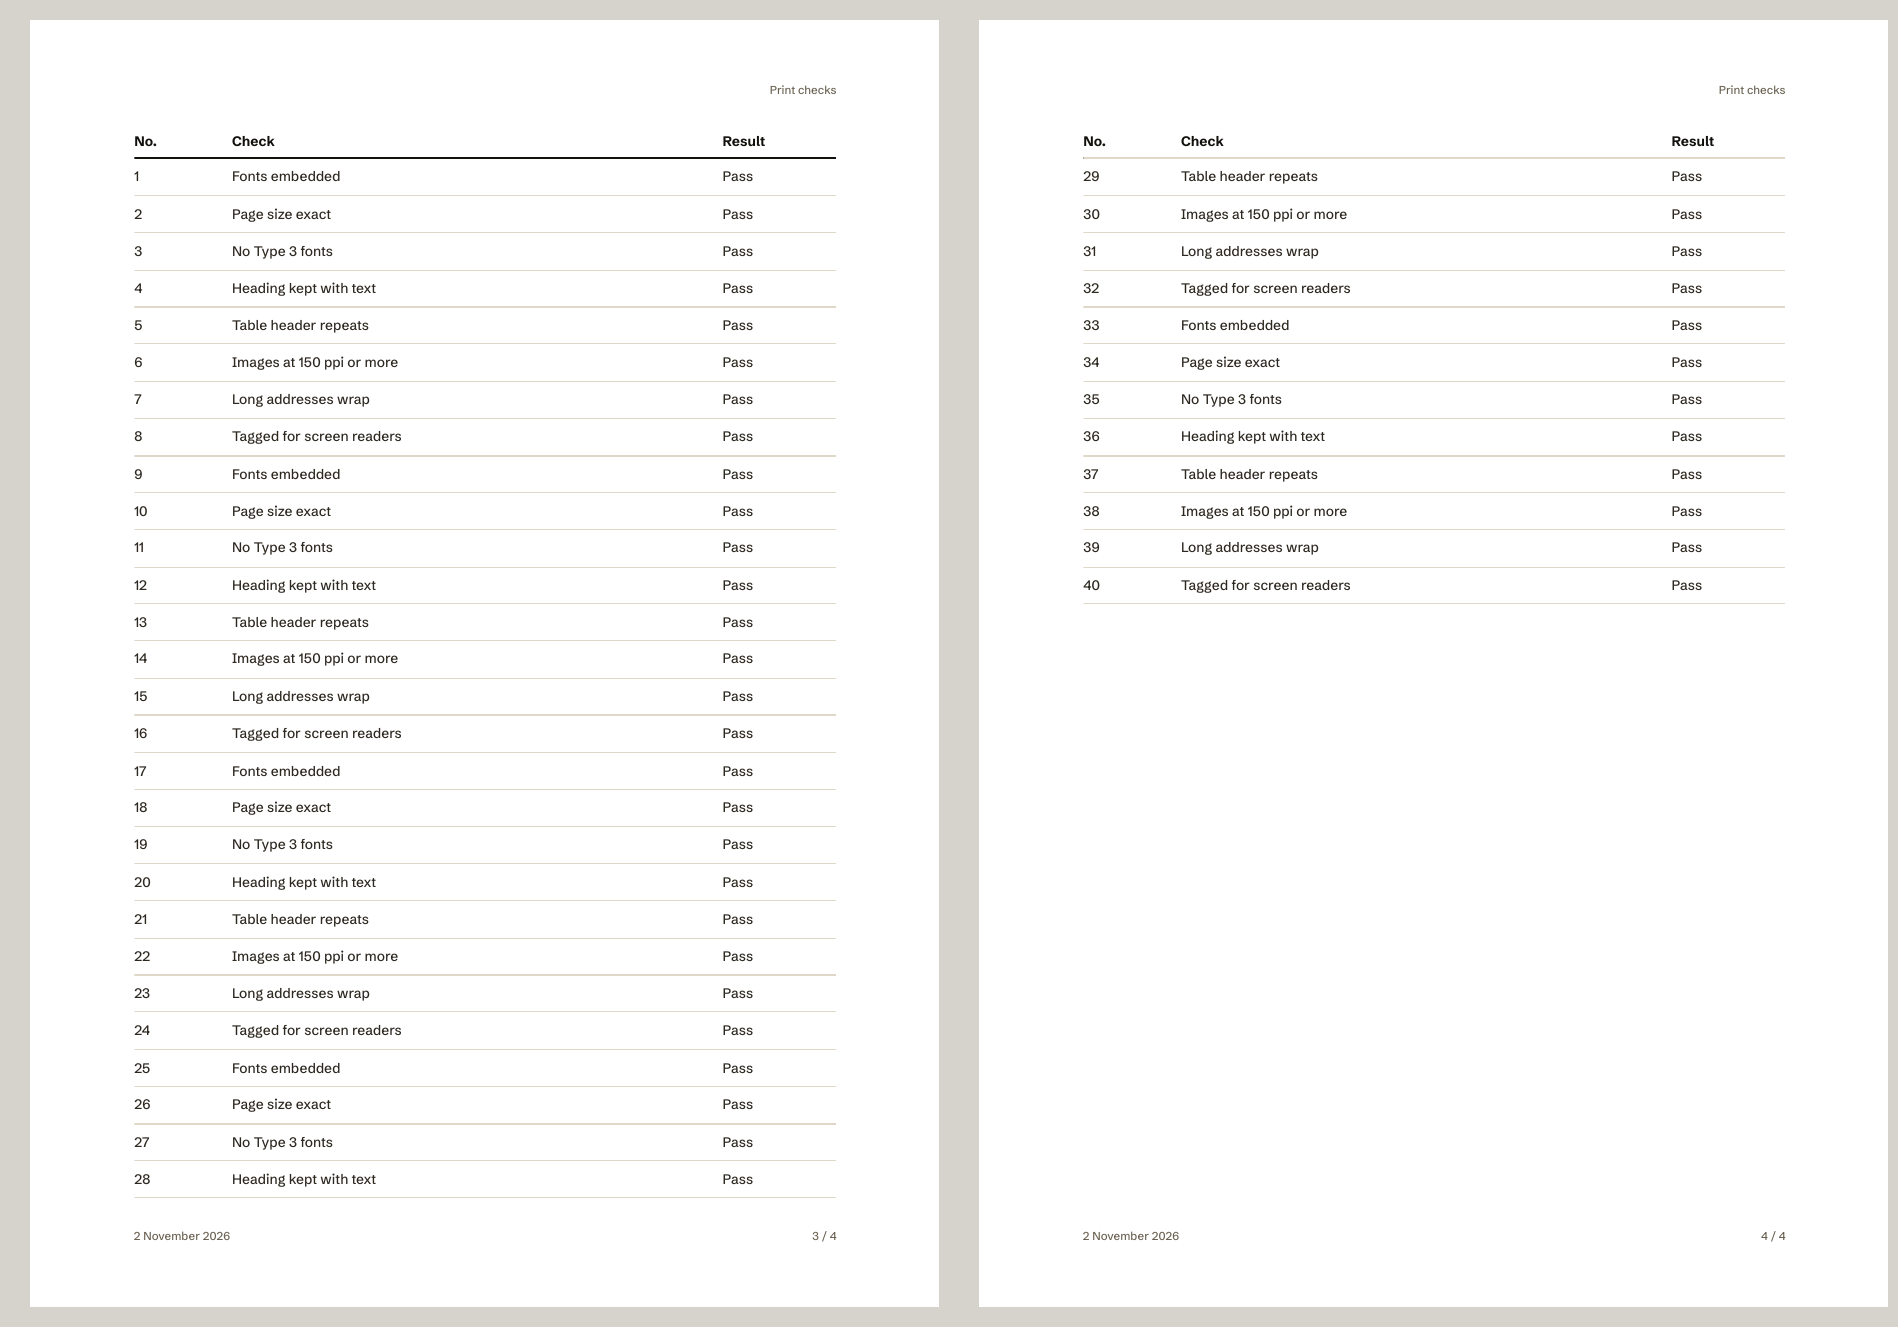 Print checks
No. Check Result
1 Fonts embedded Pass
2 Page size exact Pass
3 No Type 3 fonts Pass
4 Heading kept with text Pass
5 Table header repeats Pass
6 Images at 150 ppi or more Pass
7 Long addresses wrap Pass
8 Tagged for screen readers Pass
9 Fonts embedded Pass
10 Page size exact Pass
11 No Type 3 fonts Pass
12 Heading kept with text Pass
13 Table header repeats Pass
14 Images at 150 ppi or more Pass
15 Long addresses wrap Pass
16 Tagged for screen readers Pass
17 Fonts embedded Pass
18 Page size exact Pass
19 No Type 3 fonts Pass
20 Heading kept with text Pass
21 Table header repeats Pass
22 Images at 150 ppi or more Pass
23 Long addresses wrap Pass
24 Tagged for screen readers Pass
25 Fonts embedded Pass
26 Page size exact Pass
27 No Type 3 fonts Pass
28 Heading kept with text Pass
2 November 2026 3 / 4
Print checks
No. Check Result
29 Table header repeats Pass
30 Images at 150 ppi or more Pass
31 Long addresses wrap Pass
32 Tagged for screen readers Pass
33 Fonts embedded Pass
34 Page size exact Pass
35 No Type 3 fonts Pass
36 Heading kept with text Pass
37 Table header repeats Pass
38 Images at 150 ppi or more Pass
39 Long addresses wrap Pass
40 Tagged for screen readers Pass
2 November 2026 4 / 4